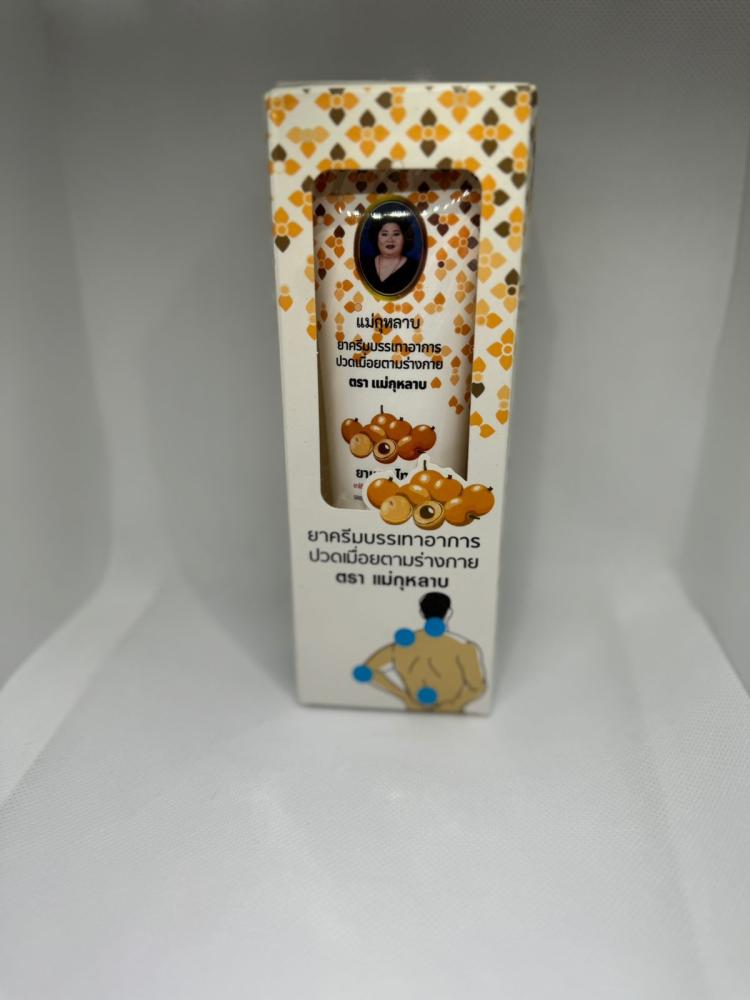 แม่กุหลาบ
ยาครีมบรรเทาอาการ
ปวดเมื่อยตามร่างกาย
ตรา แม่กุหลาบ
ยาครีมบรรเทาอาการ
ปวดเมื่อยตามร่างกาย
ตรา แม่กุหลาบ